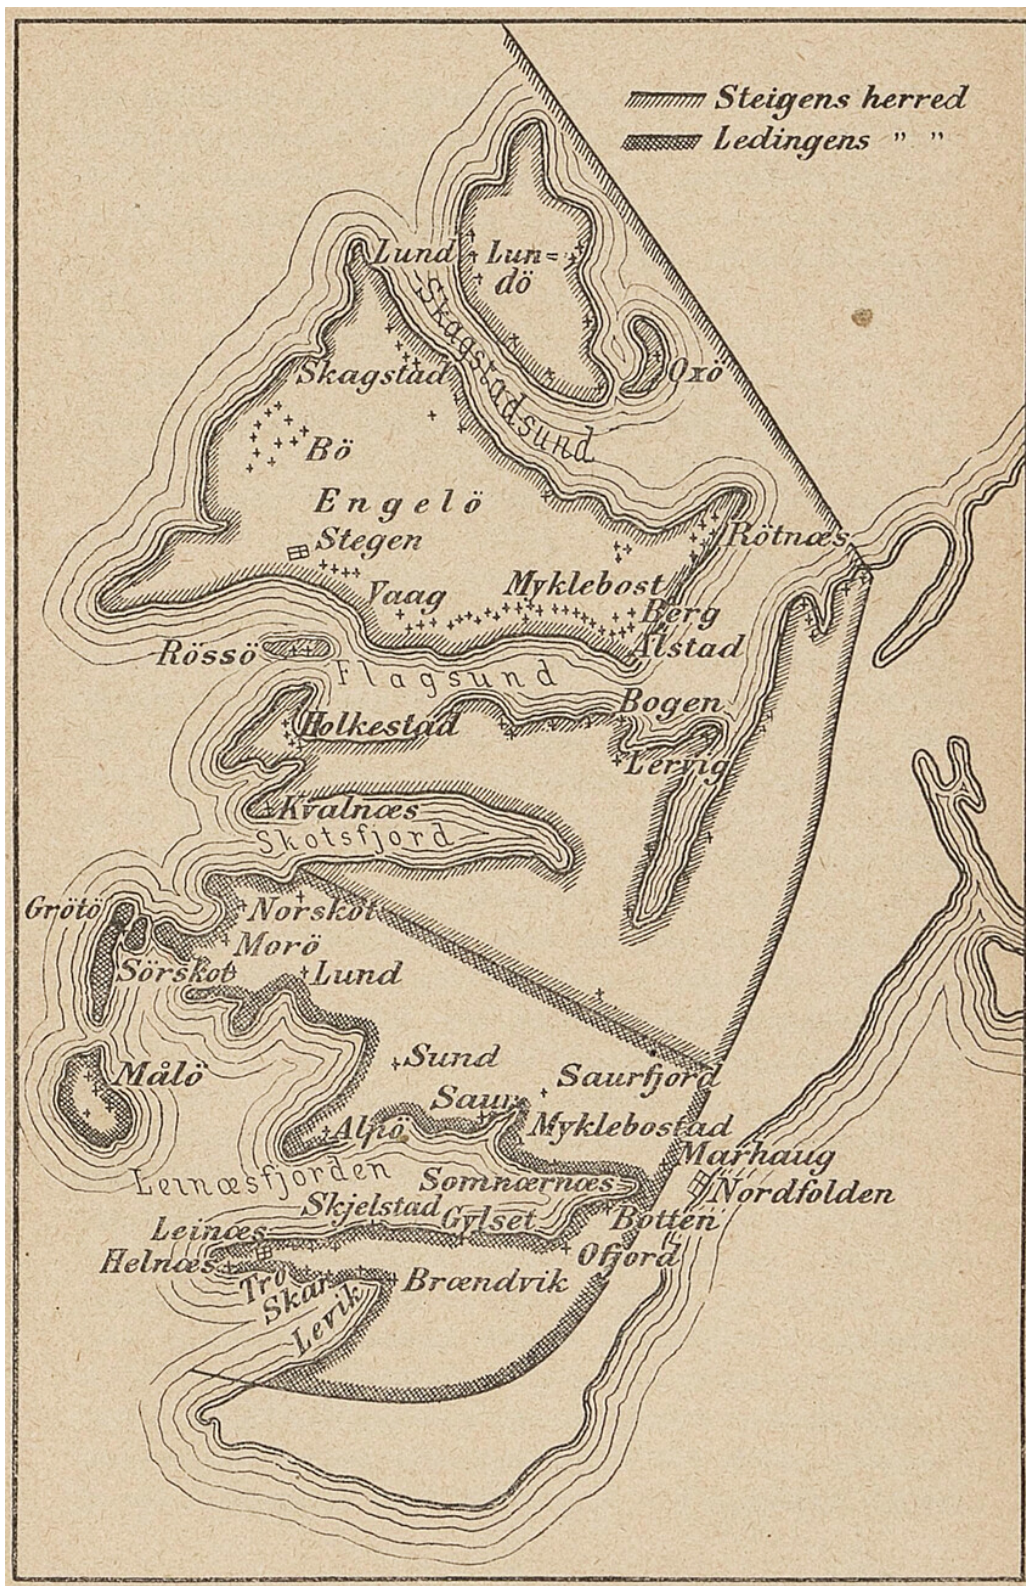 Steigens herred
Ledingens " "
Lund
Lun=
dö
Skagstadsund
Skagstad
Oxö
Bö
Engelö
Stegen
Rötnæs
Vaag
Myklebost
Berg
Ålstad
Rössö
Flagsund
Bogen
Holkestad
Lervig
Kvalnæs
Skotsfjord
Grötö
Norskot
Morö
Sörskot
Lund
Sund
Målö
Saurfjord
Saur
Alpö
Myklebostad
Marhaug
Leinæsfjorden
Somnærnæs
Nordfolden
Skjelstad
Gylset
Botten
Leinæs
Helnæs
Ofjord
Trö
Skar
Brændvik
Levik